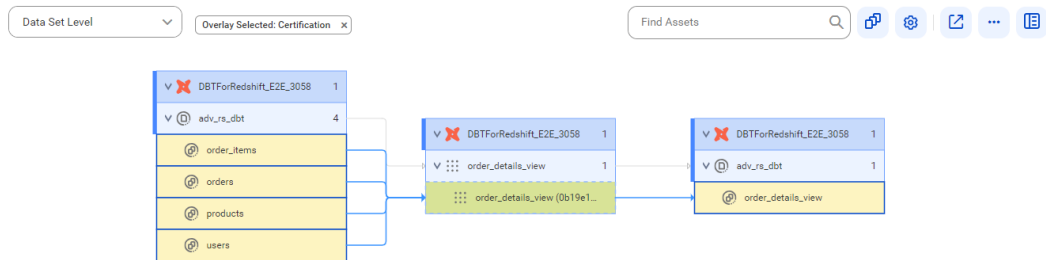 Data Set Level
Overlay Selected: Certification ×
Find Assets
DBTForRedshift_E2E_3058 1
adv_rs_dbt 4
order_items
orders
products
users
DBTForRedshift_E2E_3058 1
order_details_view 1
order_details_view (0b19e1...
DBTForRedshift_E2E_3058 1
adv_rs_dbt 1
order_details_view